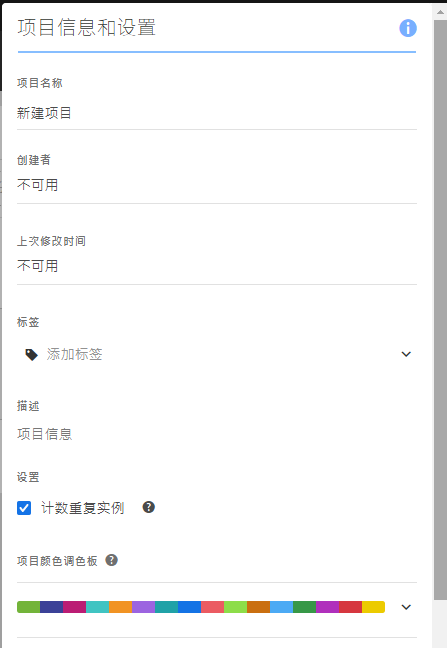 项目信息和设置
项目名称
新建项目
创建者
不可用
上次修改时间
不可用
标签
添加标签
描述
项目信息
设置
计数重复实例
项目颜色调色板